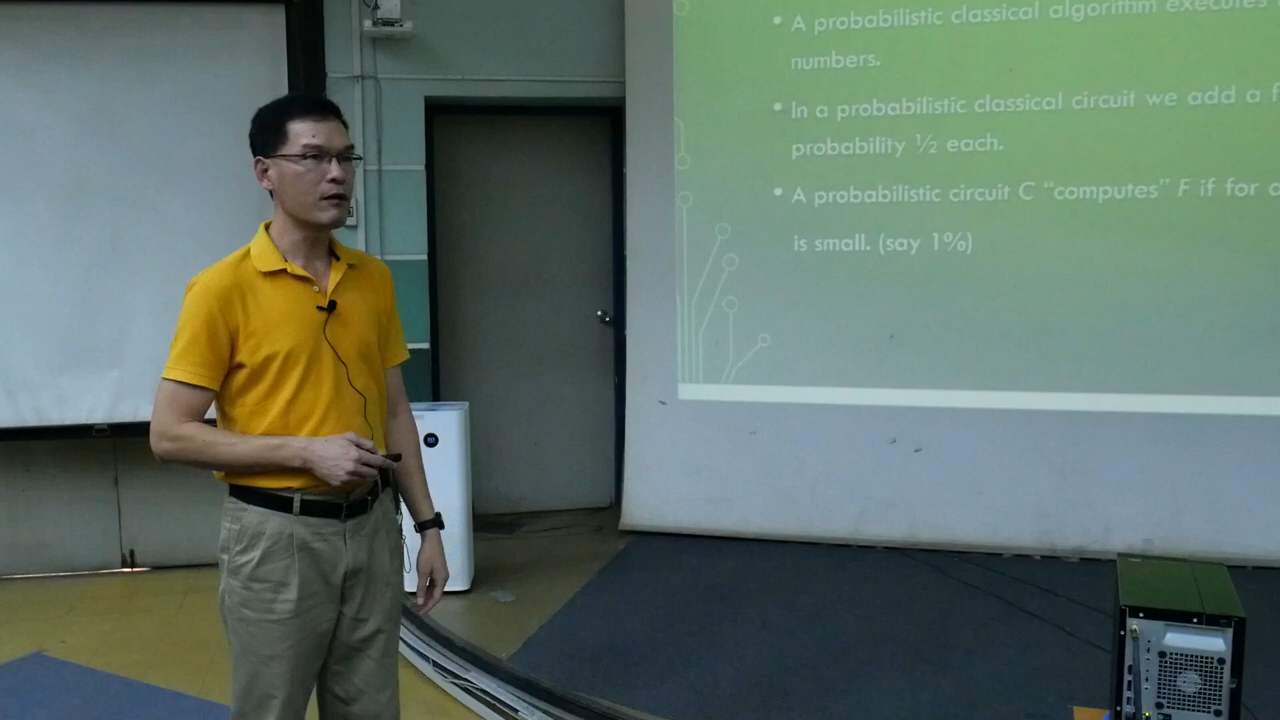 • A probabilistic classical algorithm executes
numbers.
• In a probabilistic classical circuit we add a f
probability ½ each.
• A probabilistic circuit C “computes” F if for
is small. (say 1%)